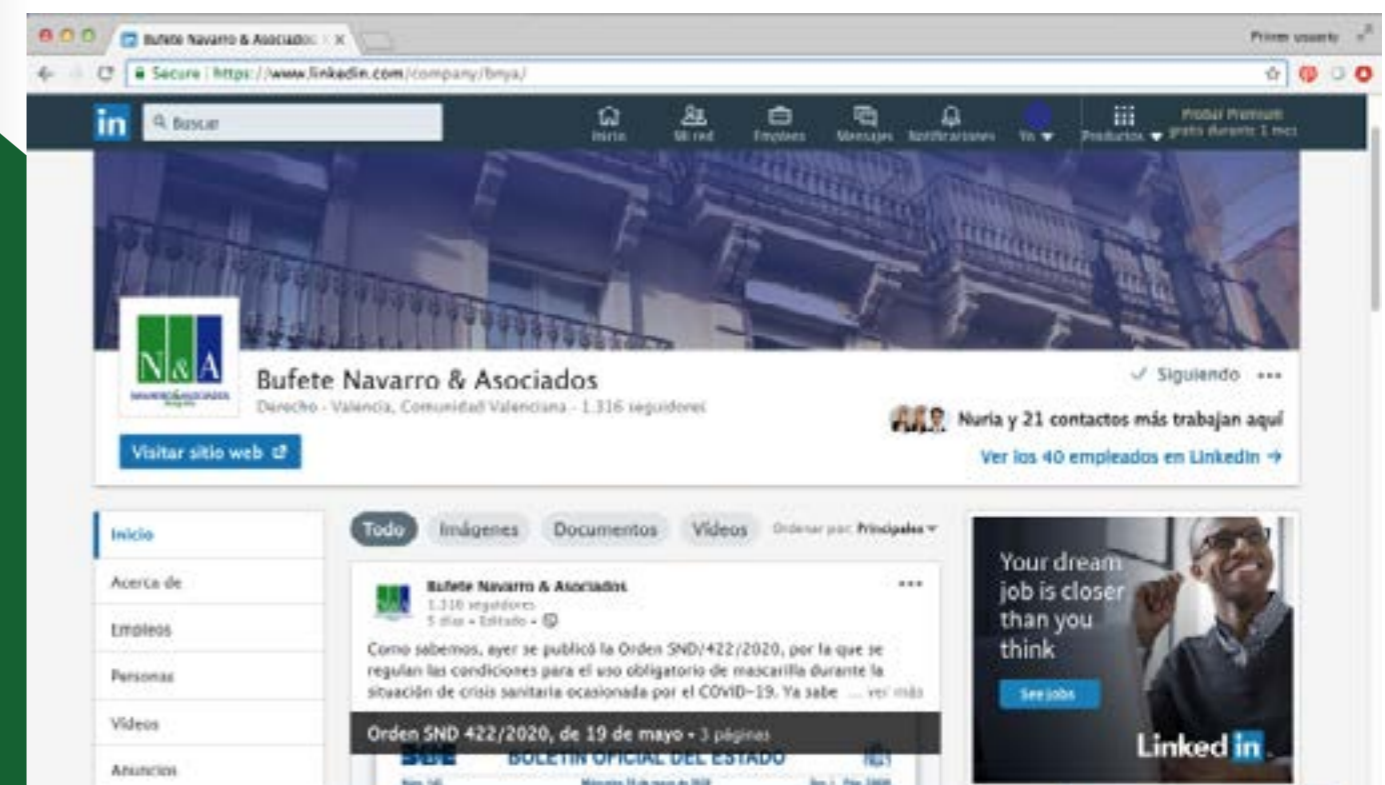 Bufete Navarro & Asociados
Primer usuario
Secure | https://www.linkedin.com/company/bnya/
in
Buscar
Inicio
Mi red
Empleos
Mensajes
Notificaciones
Yo
Productos
Probar Premium
gratis durante 1 mes
N&A
Bufete Navarro & Asociados
Derecho - Valencia, Comunidad Valenciana - 1.316 seguidores
Siguiendo
Nuria y 21 contactos más trabajan aquí
Visitar sitio web
Ver los 40 empleados en LinkedIn →
Inicio
Acerca de
Empleos
Personas
Vídeos
Anuncios
Todo
Imágenes
Documentos
Vídeos
Ordenar por: Principales
N&A
Bufete Navarro & Asociados
1.316 seguidores
5 días • Editado •
Como sabemos, ayer se publicó la Orden SND/422/2020, por la que se
regulan las condiciones para el uso obligatorio de mascarilla durante la
situación de crisis sanitaria ocasionada por el COVID-19. Ya sabe ... ver más
Orden SND 422/2020, de 19 de mayo • 3 páginas
BOLETÍN OFICIAL DEL ESTADO
Your dream
job is closer
than you
think
See jobs
Linked in